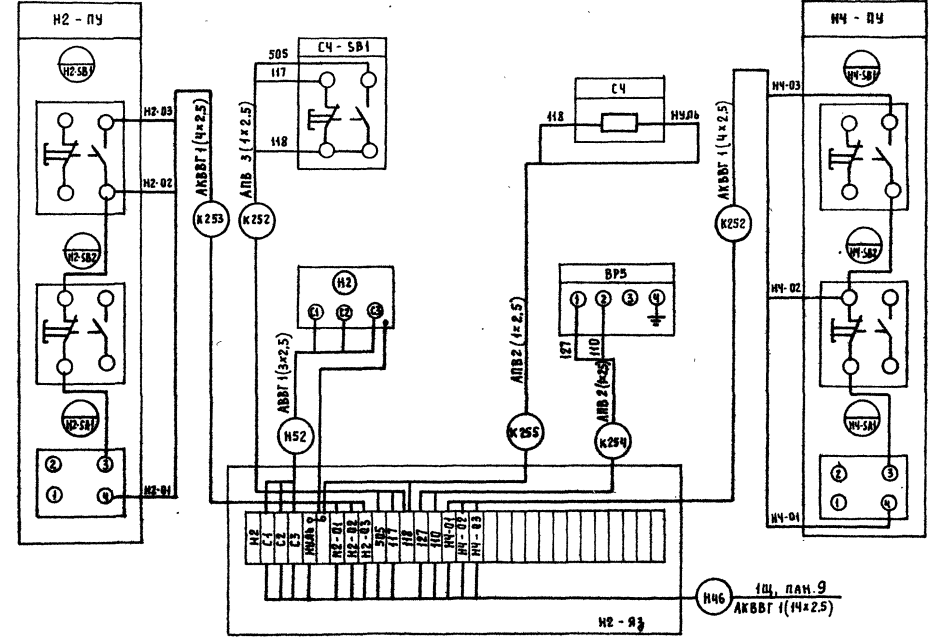 Н2 - ПУ
Н2-SB1
Н2-03
Н2-02
Н2-SB2
Н2-SA1
2
3
1
4
Н2-01
АКВВГ 1(4×2,5)
К253
АПВ 3 (1×2,5)
К252
С4 - SB1
505
117
118
Н2
С1
С2
С3
АВВГ 1(3×2,5)
Н52
С4
118
НУЛЬ
АПВ2 (1×2,5)
К255
ВР5
1
2
3
4
127
110
АПВ 2(1×2,5)
К254
АКВВГ 1(4×2,5)
К252
Н4 - ПУ
Н4-SB1
Н4-03
Н4-SB2
Н4-02
Н4-SA1
2
3
1
4
Н4-01
Н2
С1
С2
С3
НУЛЬ
Н2-01
Н2-02
Н2-03
505
117
118
127
110
Н4-01
Н4-02
Н4-03
Н46
1Щ, ПАН. 9
АКВВГ 1(14×2,5)
Н2 - ЯЗ